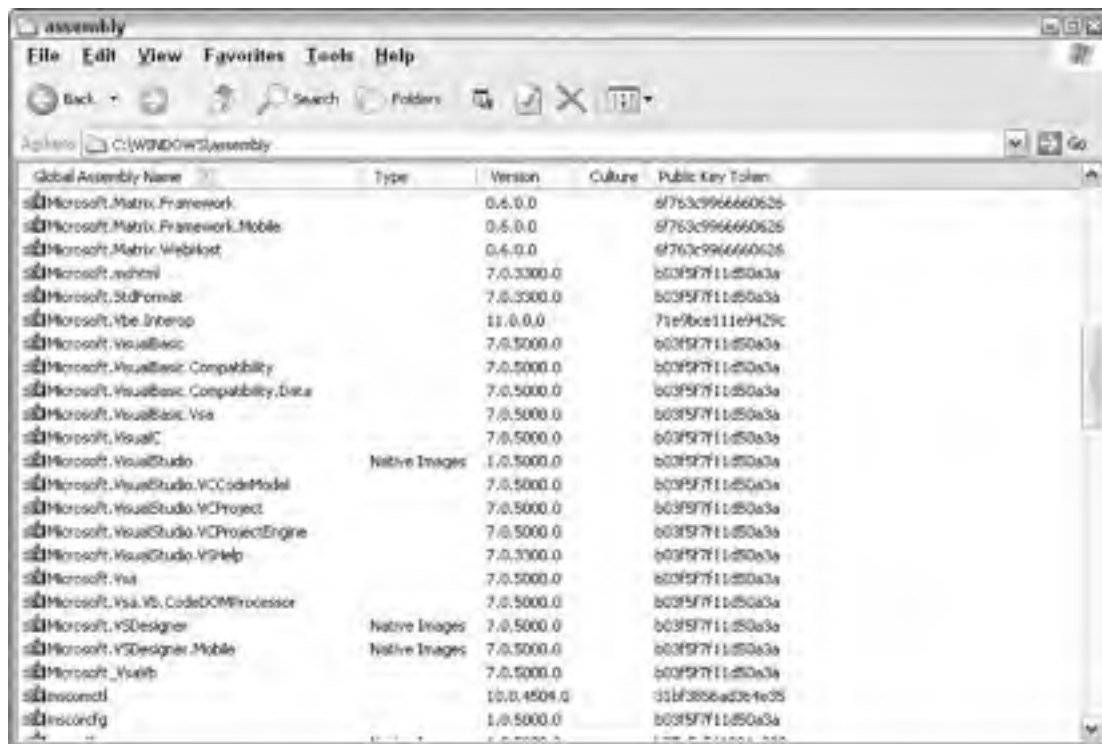 assembly
File Edit View Favorites Tools Help
Back Search Folders
Address C:\WINDOWS\assembly Go
Global Assembly Name Type Version Culture Public Key Token
Microsoft.Matrix.Framework 0.6.0.0 6f763c9966660626
Microsoft.Matrix.Framework.Mobile 0.6.0.0 6f763c9966660626
Microsoft.Matrix.WebHost 0.6.0.0 6f763c9966660626
Microsoft.mshtml 7.0.3300.0 b03f5f7f11d50a3a
Microsoft.StdFormat 7.0.3300.0 b03f5f7f11d50a3a
Microsoft.Vbe.Interop 11.0.0.0 71e9bce111e9429c
Microsoft.VisualBasic 7.0.5000.0 b03f5f7f11d50a3a
Microsoft.VisualBasic.Compatibility 7.0.5000.0 b03f5f7f11d50a3a
Microsoft.VisualBasic.Compatibility.Data 7.0.5000.0 b03f5f7f11d50a3a
Microsoft.VisualBasic.Vsa 7.0.5000.0 b03f5f7f11d50a3a
Microsoft.VisualC 7.0.5000.0 b03f5f7f11d50a3a
Microsoft.VisualStudio Native Images 1.0.5000.0 b03f5f7f11d50a3a
Microsoft.VisualStudio.VCCodeModel 7.0.5000.0 b03f5f7f11d50a3a
Microsoft.VisualStudio.VCProject 7.0.5000.0 b03f5f7f11d50a3a
Microsoft.VisualStudio.VCProjectEngine 7.0.5000.0 b03f5f7f11d50a3a
Microsoft.VisualStudio.VSHelp 7.0.3300.0 b03f5f7f11d50a3a
Microsoft.Vsa 7.0.5000.0 b03f5f7f11d50a3a
Microsoft.Vsa.Vb.CodeDOMProcessor 7.0.5000.0 b03f5f7f11d50a3a
Microsoft.VSDesigner Native Images 7.0.5000.0 b03f5f7f11d50a3a
Microsoft.VSDesigner.Mobile Native Images 7.0.5000.0 b03f5f7f11d50a3a
Microsoft_VsaVb 7.0.5000.0 b03f5f7f11d50a3a
mscomctl 10.0.4504.0 31bf3856ad364e35
mscorcfg 1.0.5000.0 b03f5f7f11d50a3a